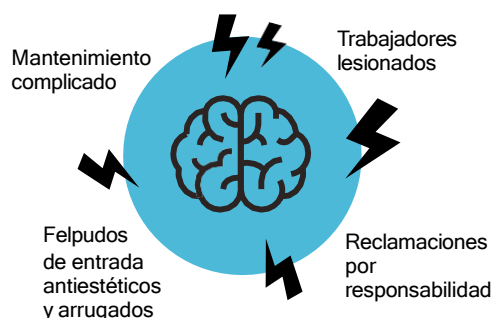 Mantenimiento
complicado
Trabajadores
lesionados
Felpudos
de entrada
antiestéticos
y arrugados
Reclamaciones
por
responsabilidad